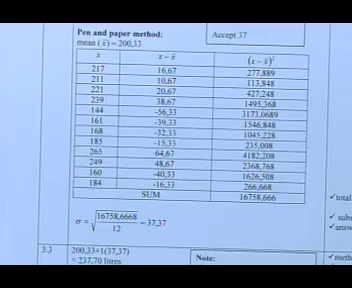 Pen and paper method:
mean (x̄) = 200,33
Accept 37
x x − x̄ (x − x̄)²
217 16,67 277,889
211 10,67 113,848
221 20,67 427,248
239 38,67 1495,368
144 -56,33 3173,0689
161 -39,33 1546,848
168 -32,33 1045,228
185 -15,33 235,008
265 64,67 4182,208
249 48,67 2368,768
160 -40,33 1626,508
184 -16,33 266,668
SUM 16758,666
✓total
σ = √(16758,6668/12) = 37,37
✓ subs
✓answ
3.3 200,33+1(37,37)
= 237,70 litres
Note:
✓meth